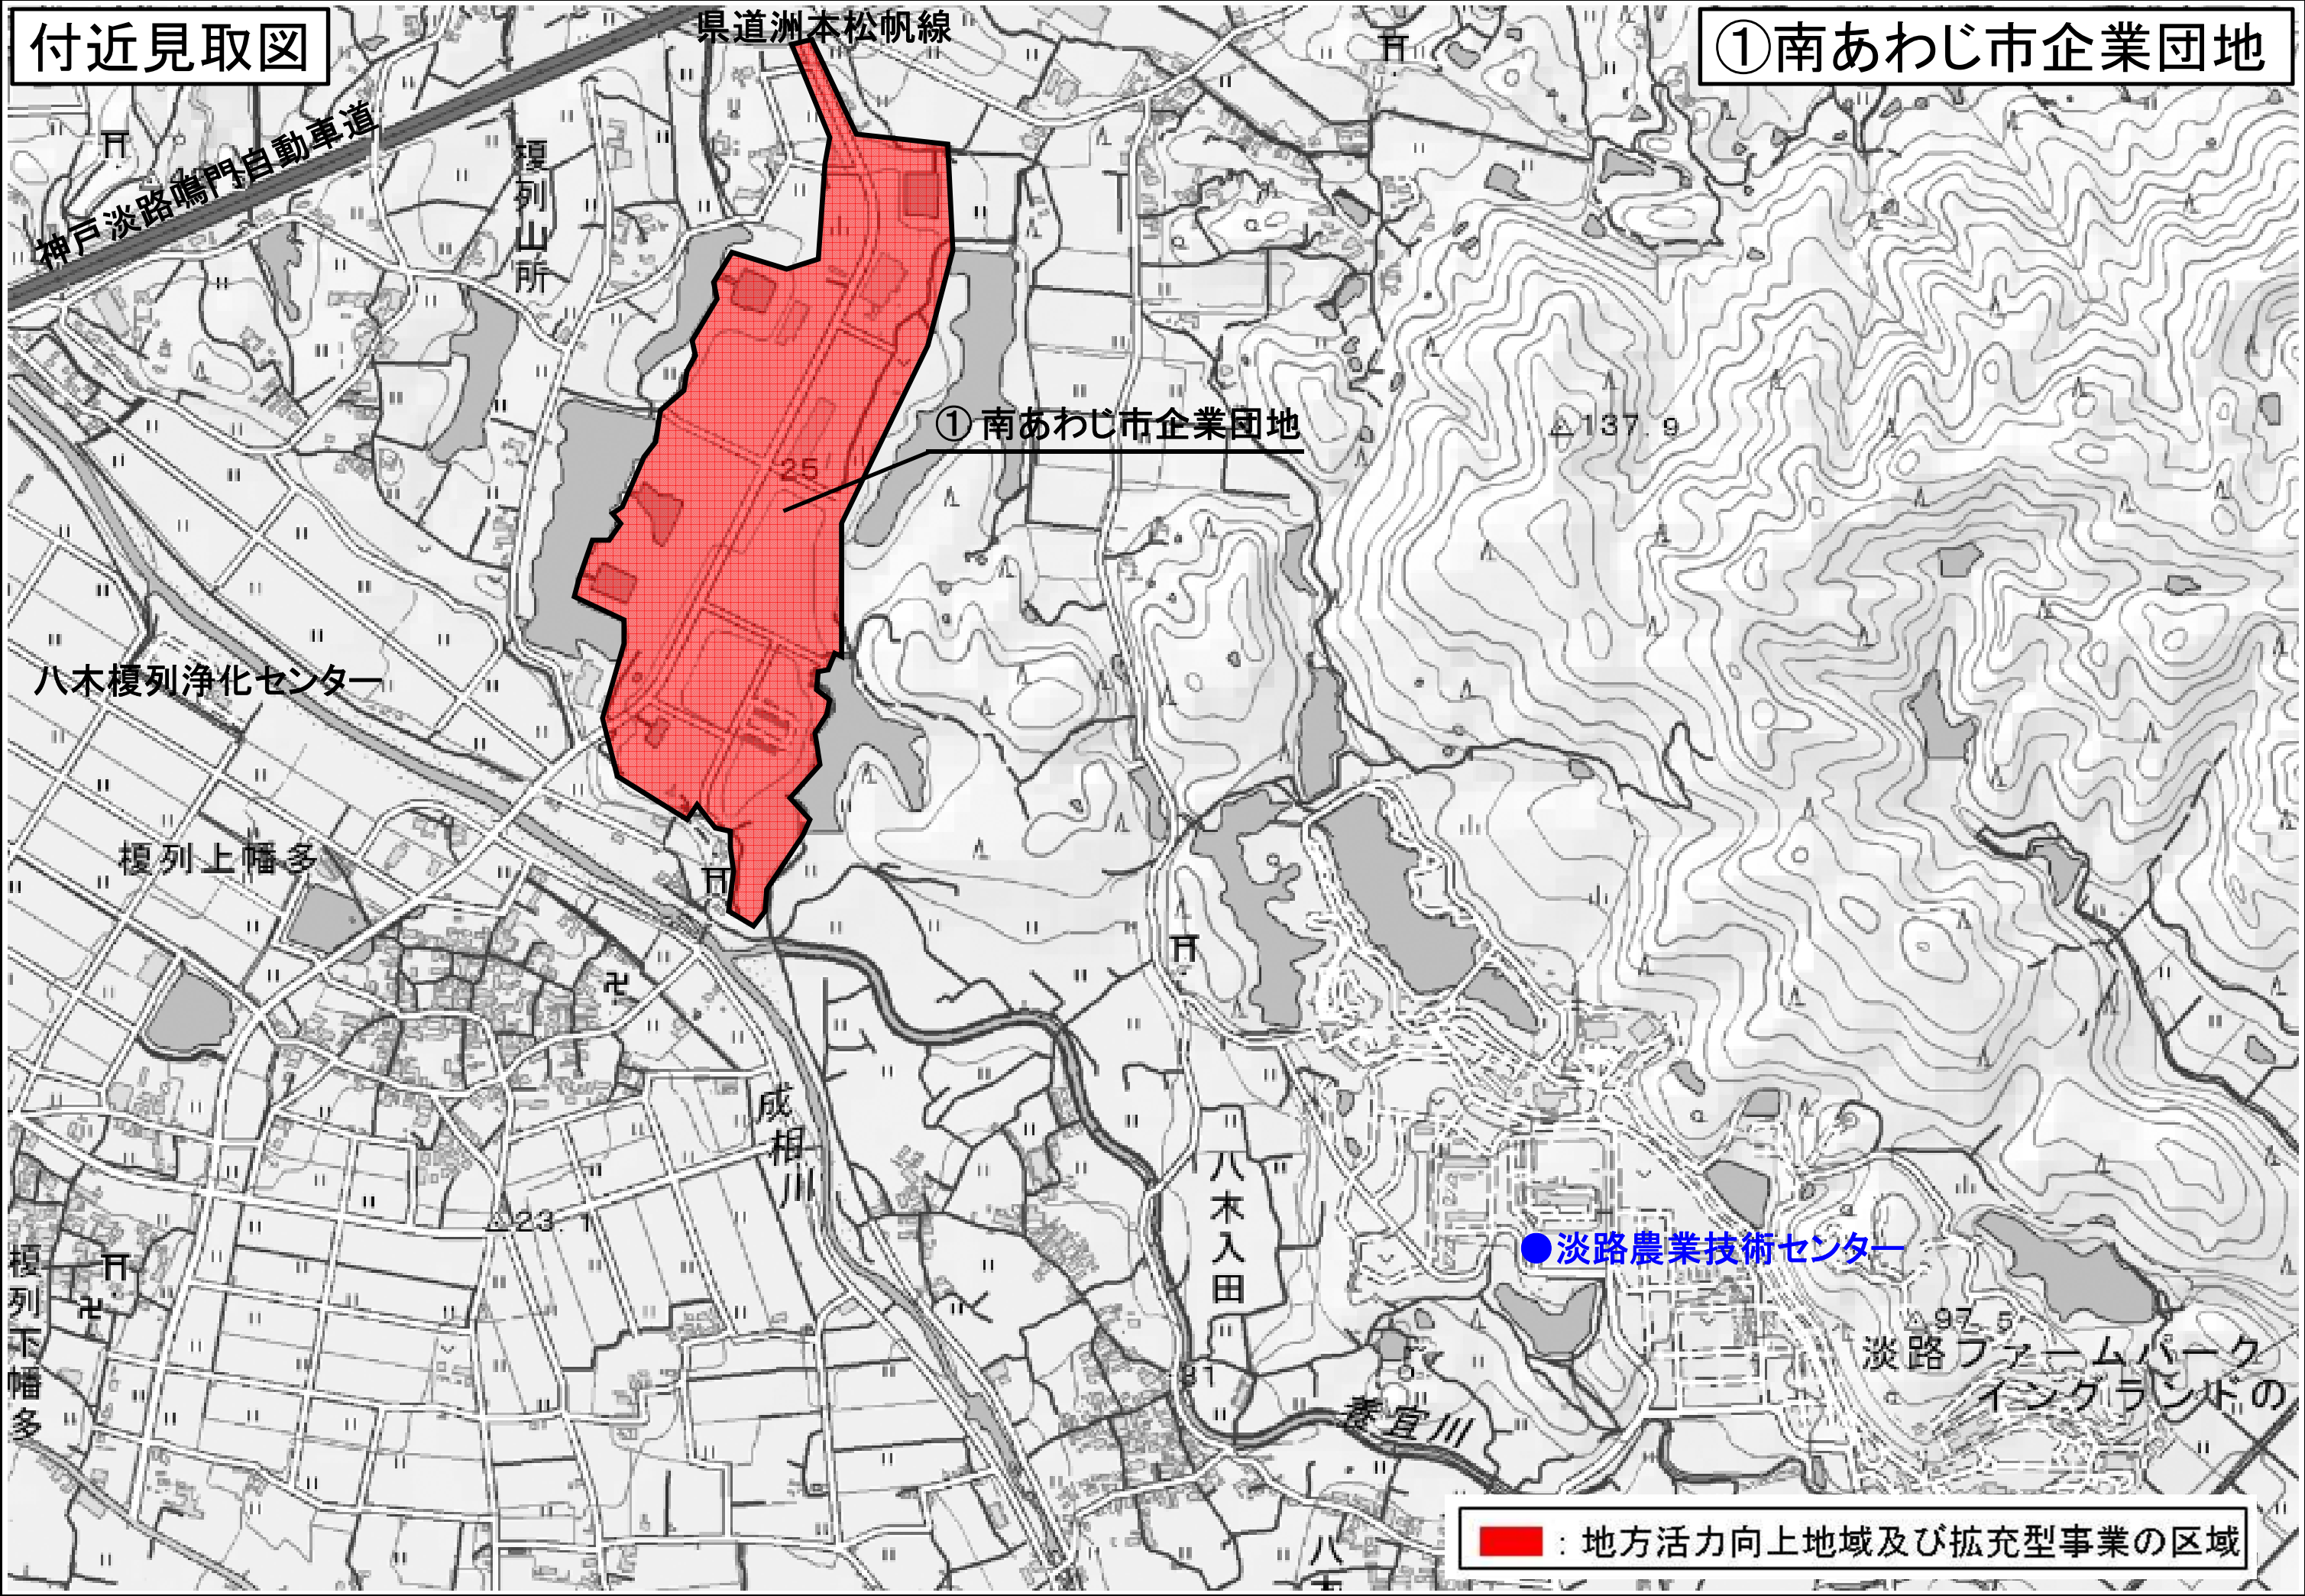 付近見取図
県道洲本松帆線
①南あわじ市企業団地
神戸淡路鳴門自動車道
榎列山所
① 南あわじ市企業団地
137.9
25
八木榎列浄化センター
榎列上幡多
成相川
八木入田
23.1
淡路農業技術センター
榎列下幡多
97.5
淡路ファームパーク
イングランドの
31
養宜川
八木
：地方活力向上地域及び拡充型事業の区域